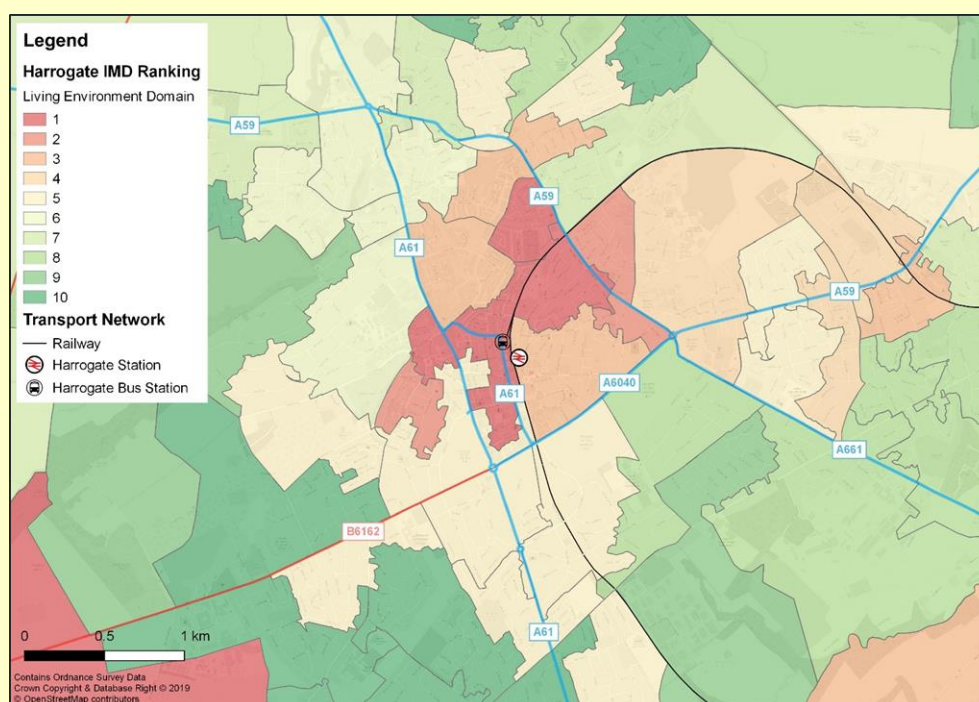 Legend
Harrogate IMD Ranking
Living Environment Domain
1
2
3
4
5
6
7
8
9
10
Transport Network
Railway
Harrogate Station
Harrogate Bus Station
A59
A59
A61
A59
A61
A6040
A661
B6162
A61
0 0.5 1 km
Contains Ordnance Survey Data
Crown Copyright & Database Right © 2019
© OpenStreetMap contributors